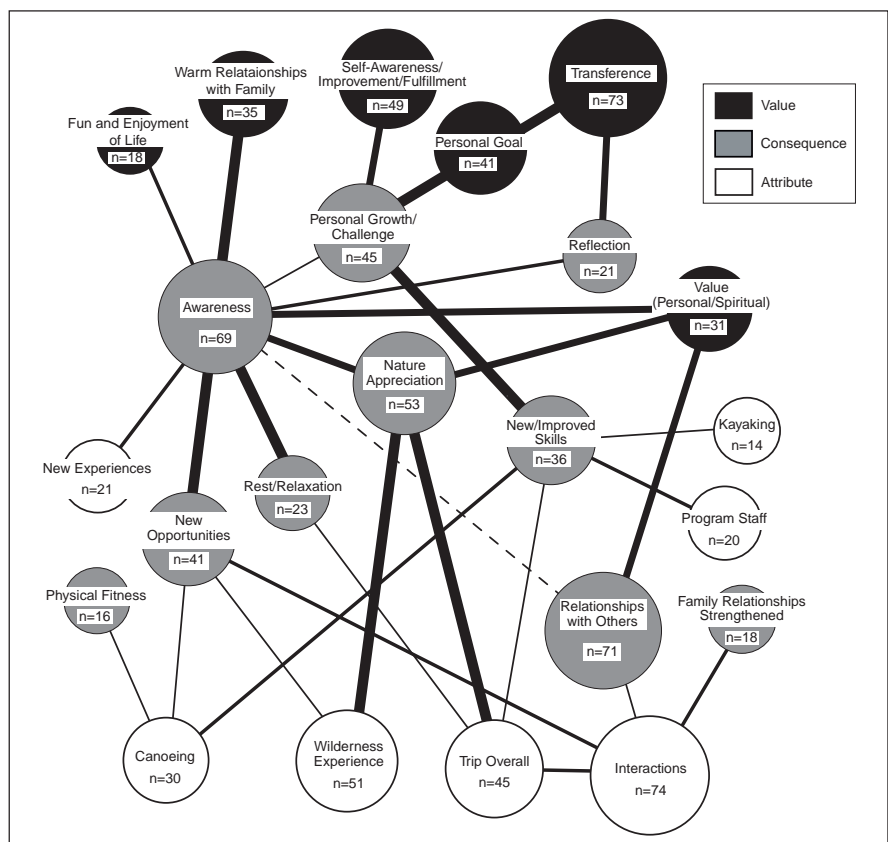 Warm Relataionships
with Family
n=35
Self-Awareness/
Improvement/Fulfillment
n=49
Transference
n=73
Fun and Enjoyment
of Life
n=18
Personal Goal
n=41
Value
Consequence
Attribute
Personal Growth/
Challenge
n=45
Reflection
n=21
Awareness
n=69
Value
(Personal/Spiritual)
n=31
Nature
Appreciation
n=53
New/Improved
Skills
n=36
Kayaking
n=14
New Experiences
n=21
Rest/Relaxation
n=23
Program Staff
n=20
New
Opportunities
n=41
Physical Fitness
n=16
Relationships
with Others
n=71
Family Relationships
Strengthened
n=18
Canoeing
n=30
Wilderness
Experience
n=51
Trip Overall
n=45
Interactions
n=74